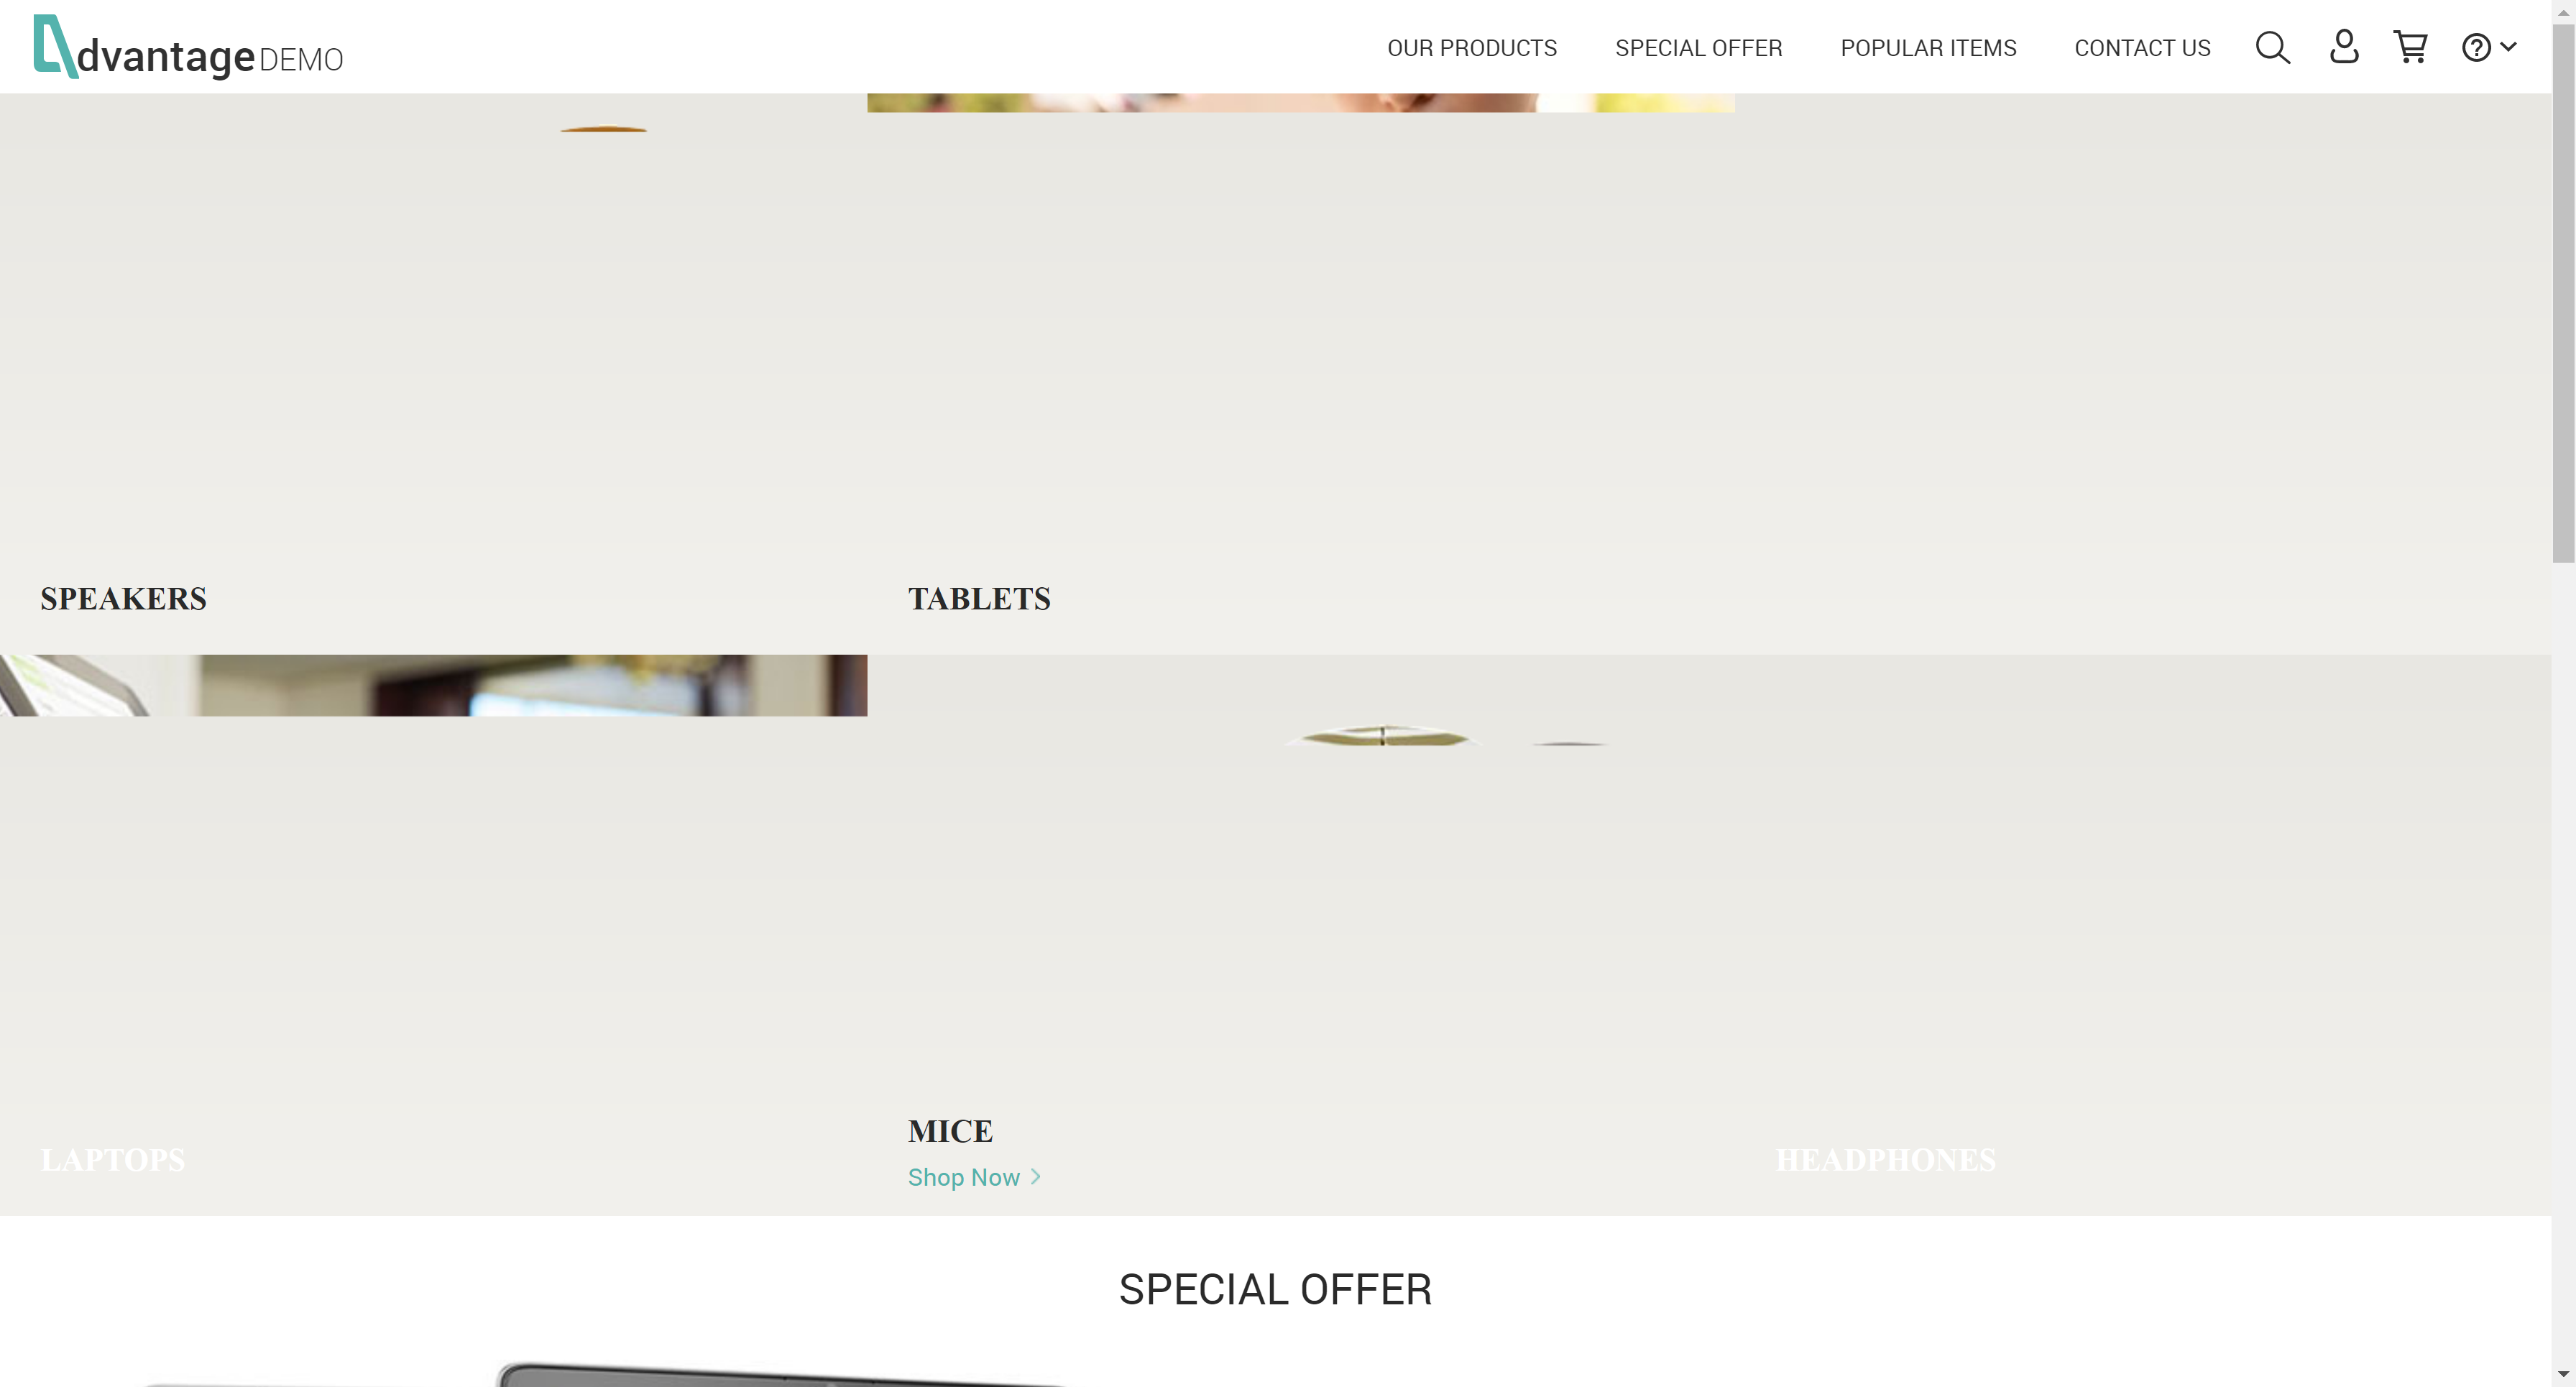 dvantage DEMO
OUR PRODUCTS
SPECIAL OFFER
POPULAR ITEMS
CONTACT US
SPEAKERS
TABLETS
LAPTOPS
MICE
Shop Now
HEADPHONES
SPECIAL OFFER